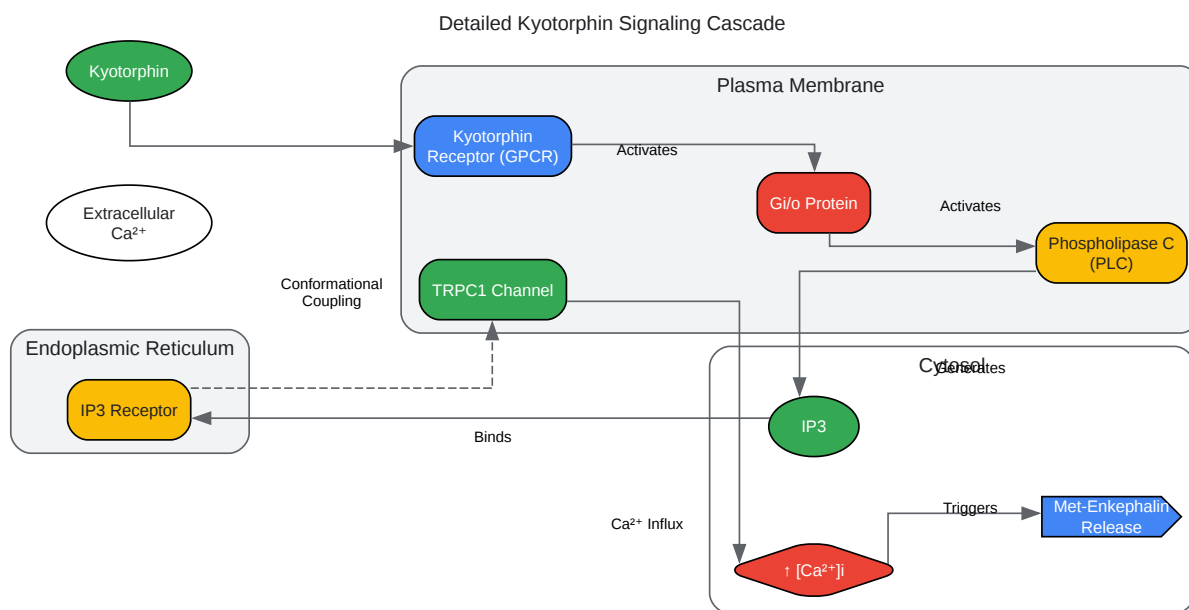 Detailed Kyotorphin Signaling Cascade
Kyotorphin
Plasma Membrane
Kyotorphin
Receptor (GPCR)
Activates
Gi/o Protein
Activates
Extracellular
Ca²⁺
Phospholipase C
(PLC)
Conformational
Coupling
TRPC1 Channel
Endoplasmic Reticulum
IP3 Receptor
Cytosol
Generates
IP3
Binds
Ca²⁺ Influx
Triggers
Met-Enkephalin
Release
↑ [Ca²⁺]i